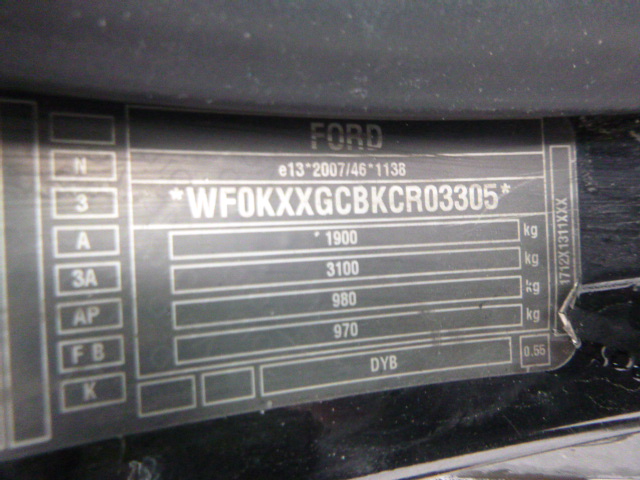 FORD
N
e13*2007/46*1138
3
*WF0KXXGCBKCR03305*
A
1900 kg
3A
3100 kg
AP
980 kg
F B
970 kg
K
DYB
0.55
1712X1311XXX